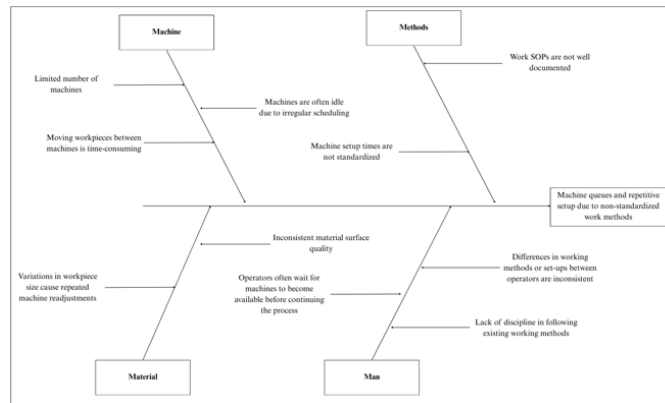 Machine
Methods
Limited number of
machines
Work SOPs are not well
documented
Machines are often idle
due to irregular scheduling
Moving workpieces between
machines is time-consuming
Machine setup times are
not standardized
Machine queues and repetitive
setup due to non-standardized
work methods
Inconsistent material surface
quality
Variations in workpiece
size cause repeated
machine readjustments
Operators often wait for
machines to become
available before continuing
the process
Differences in working
methods or set-ups between
operators are inconsistent
Lack of discipline in following
existing working methods
Material
Man